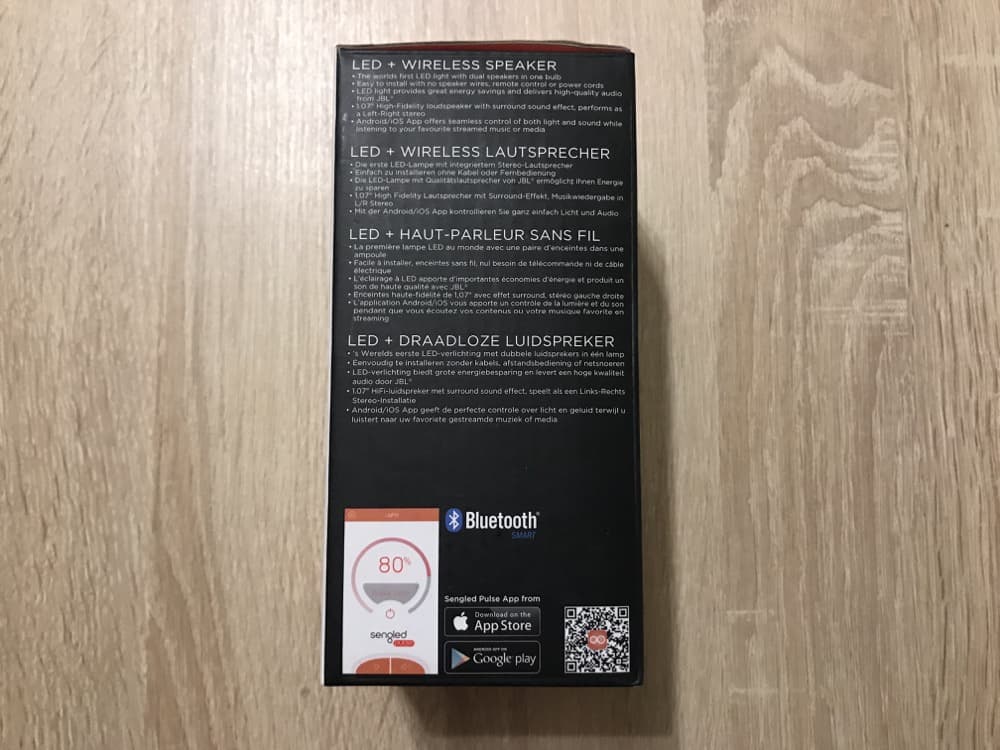 LED + WIRELESS SPEAKER
• The worlds first LED light with dual speakers in one bulb
• Easy to install with no speaker wires, remote control or power cords
• LED light provides great energy savings and delivers high-quality audio
from JBL®
• 1.07" High-Fidelity loudspeaker with surround sound effect, performs as
a Left-Right stereo
• Android/iOS App offers seamless control of both light and sound while
listening to your favourite streamed music or media
LED + WIRELESS LAUTSPRECHER
• Die erste LED-Lampe mit integriertem Stereo-Lautsprecher
• Einfach zu installieren ohne Kabel oder Fernbedienung
• Die LED-Lampe mit Qualitätslautsprecher von JBL® ermöglicht Ihnen Energie
zu sparen
• 1,07" High Fidelity Lautsprecher mit Surround-Effekt, Musikwiedergabe in
L/R Stereo
• Mit der Android/iOS App kontrollieren Sie ganz einfach Licht und Audio
LED + HAUT-PARLEUR SANS FIL
• La première lampe LED au monde avec une paire d'enceintes dans une
ampoule
• Facile à installer, enceintes sans fil, nul besoin de télécommande ni de câble
électrique
• L'éclairage à LED apporte d'importantes économies d'énergie et produit un
son de haute qualité avec JBL®
• Enceintes haute-fidelité de 1,07" avec effet surround, stéréo gauche droite
• L'application Android/iOS vous apporte un contrôle de la lumière et du son
pendant que vous écoutez vos contenus ou votre musique favorite en
streaming
LED + DRAADLOZE LUIDSPREKER
• 's Werelds eerste LED-verlichting met dubbele luidsprekers in één lamp
• Eenvoudig te installeren zonder kabels, afstandsbediening of netsnoeren
• LED-verlichting biedt grote energiebesparing en levert een hoge kwaliteit
audio door JBL®
• 1.07" HiFi-luidspreker met surround sound effect, speelt als een Links-Rechts
Stereo-Installatie
• Android/iOS App geeft de perfecte controle over licht en geluid terwijl u
luistert naar uw favoriete gestreamde muziek of media
Bluetooth®
SMART
80%
sengled
pulse
Sengled Pulse App from
Download on the
App Store
ANDROID APP ON
Google play